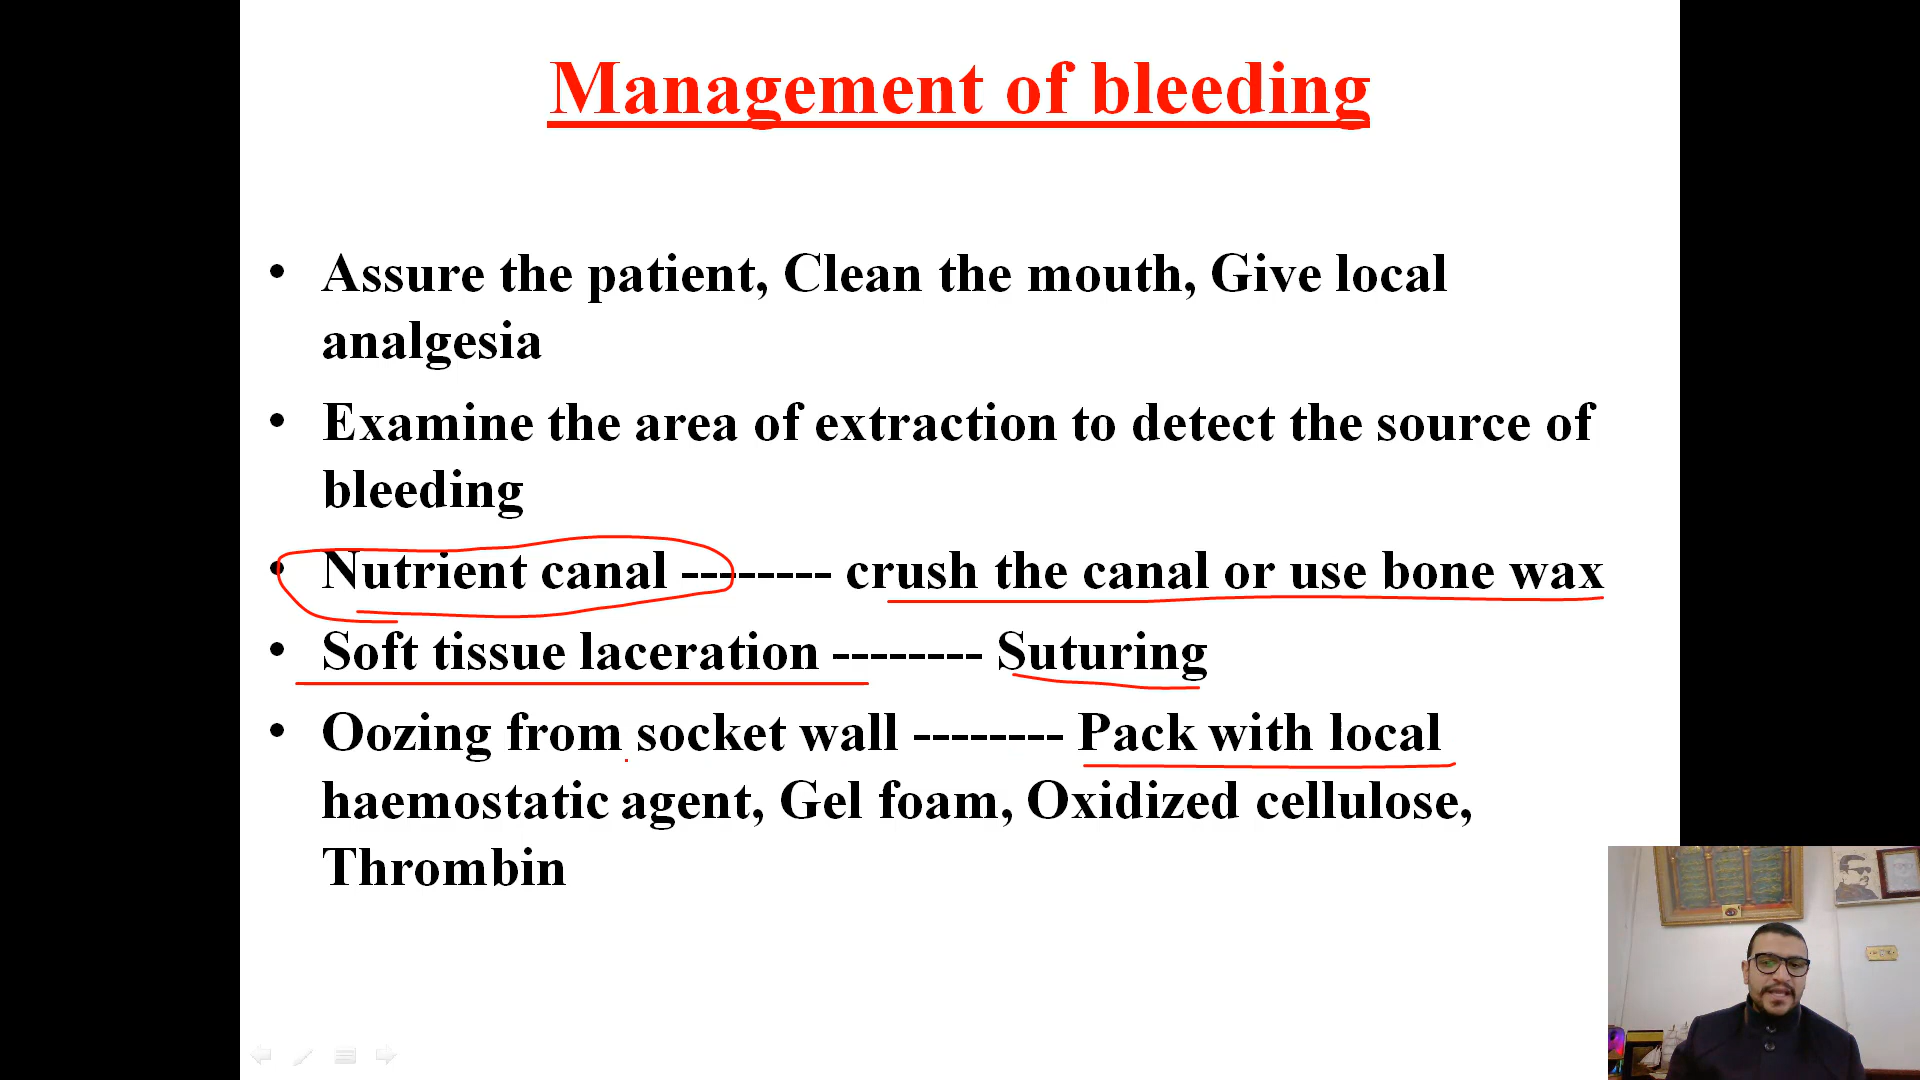 Management of bleeding
• Assure the patient, Clean the mouth, Give local
analgesia
• Examine the area of extraction to detect the source of
bleeding
• Nutrient canal -------- crush the canal or use bone wax
• Soft tissue laceration -------- Suturing
• Oozing from socket wall -------- Pack with local
haemostatic agent, Gel foam, Oxidized cellulose,
Thrombin